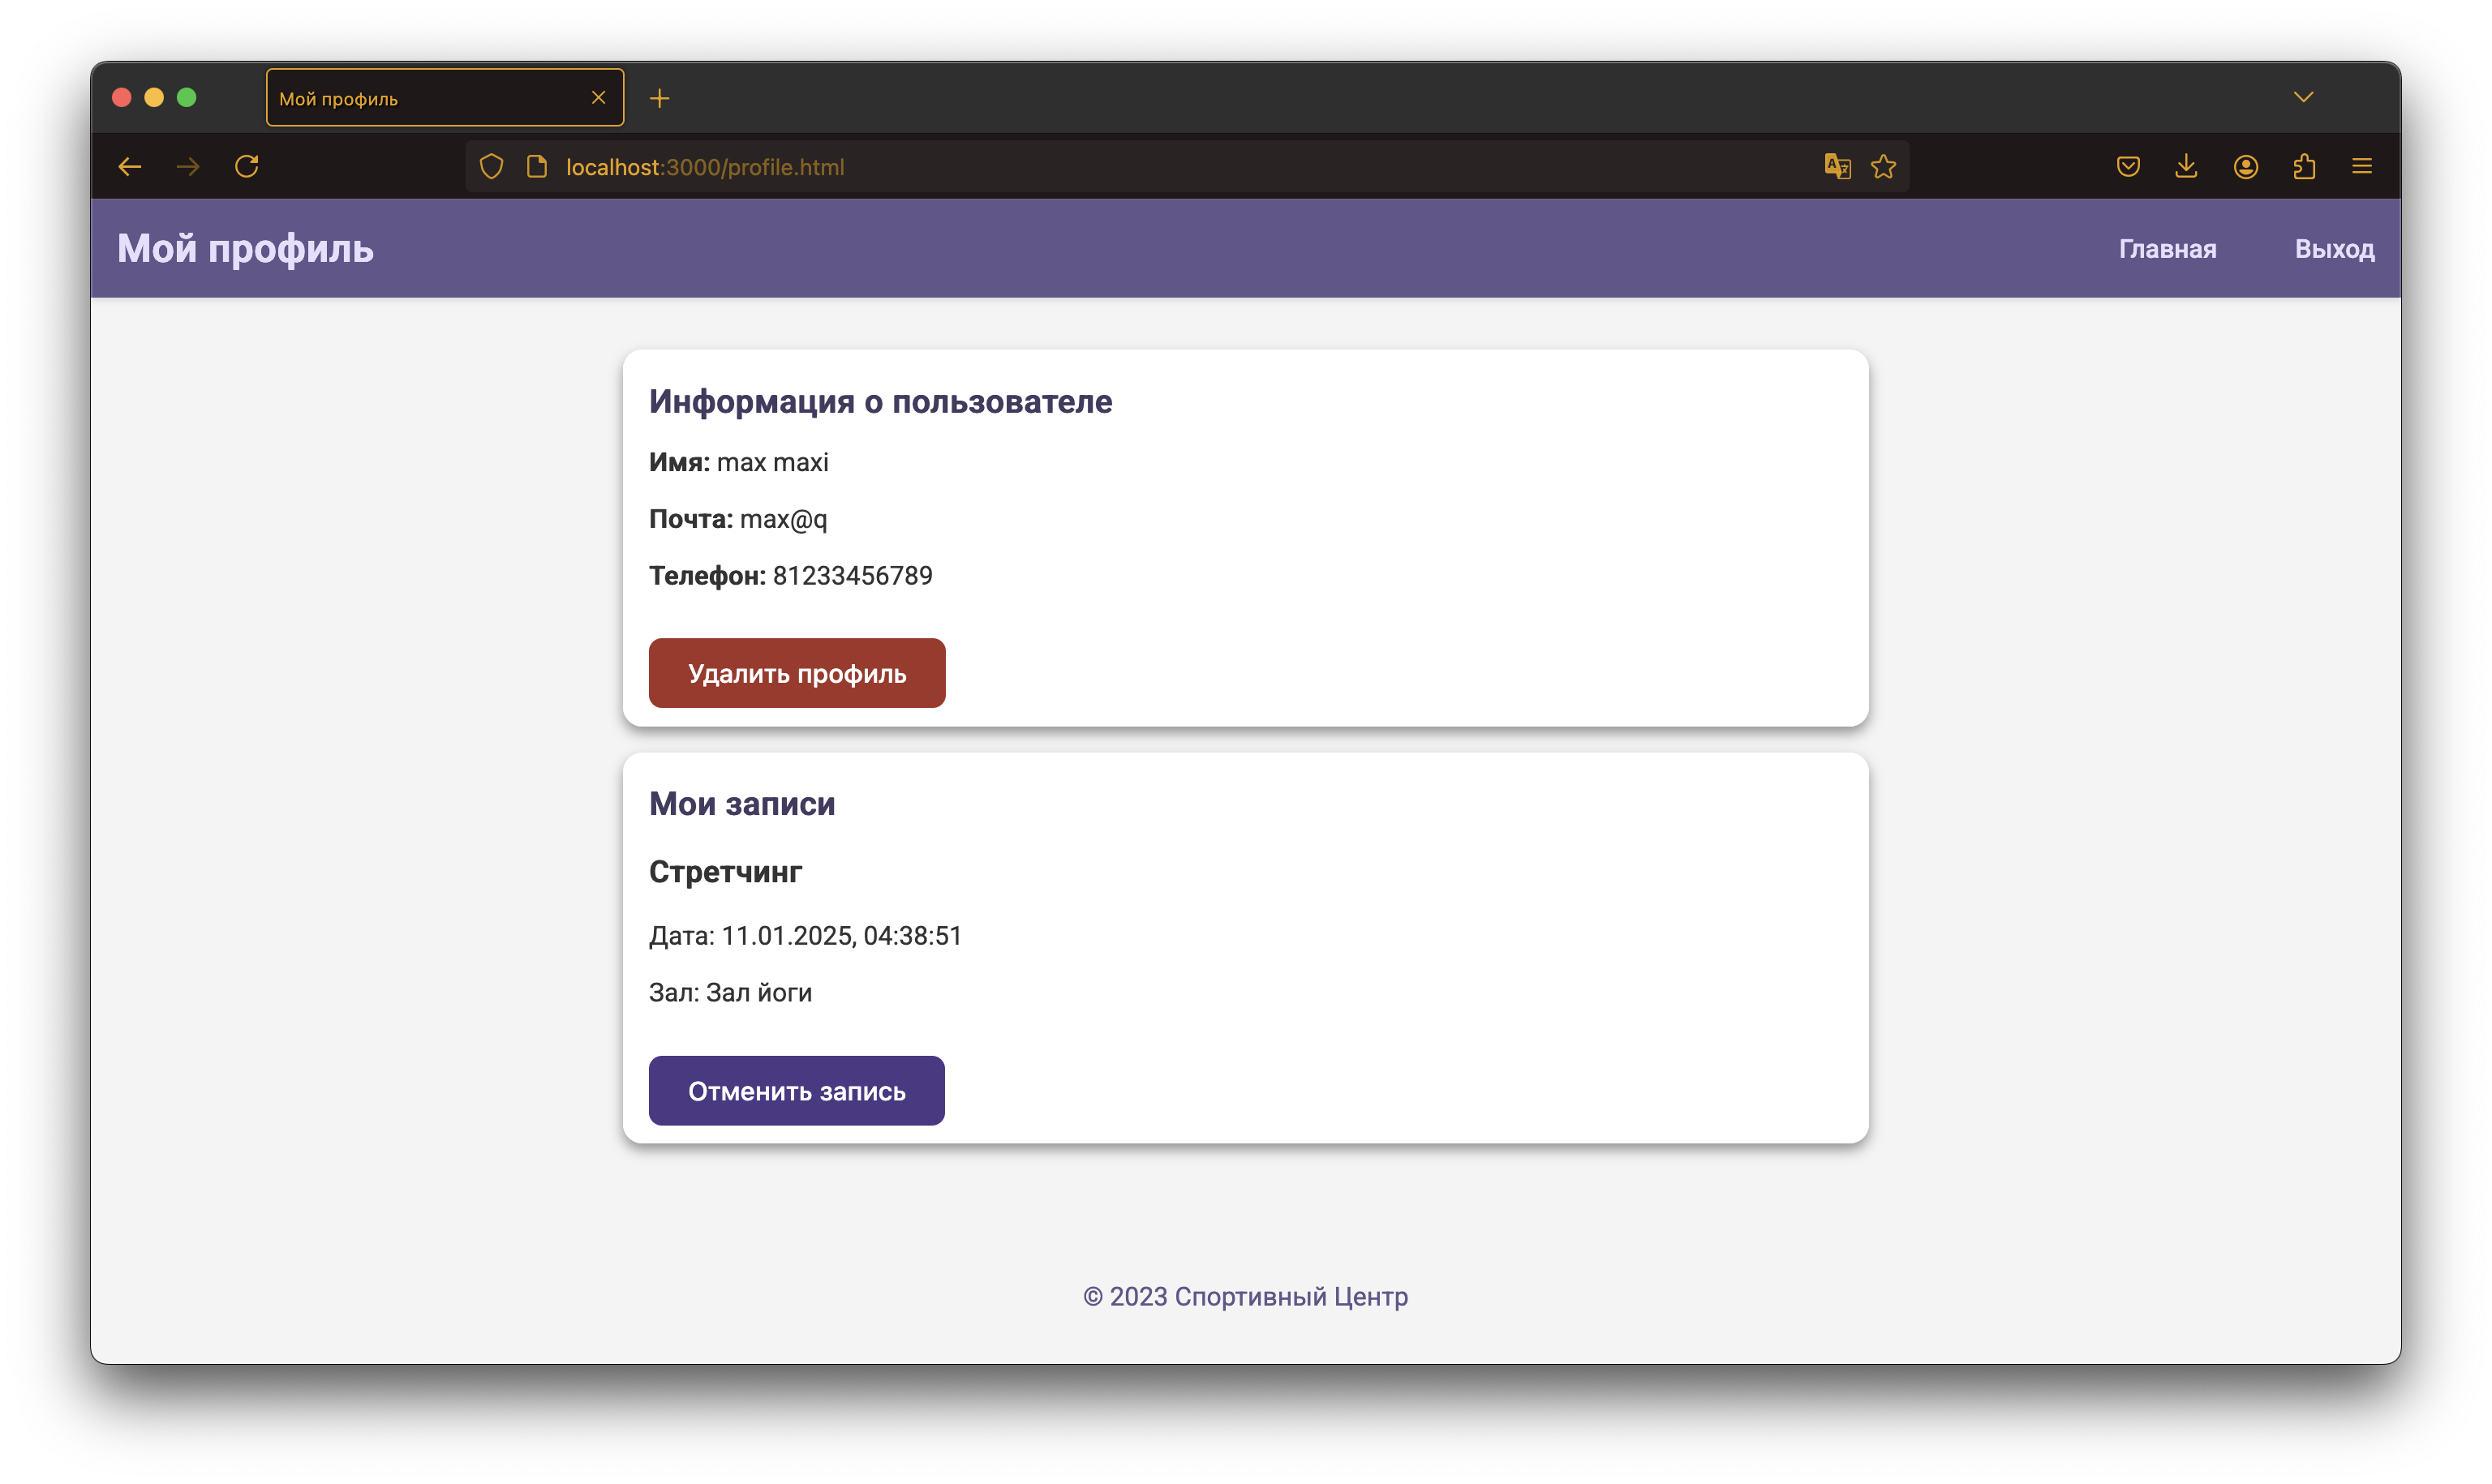 Мой профиль
localhost:3000/profile.html
Мой профиль
Главная
Выход
Информация о пользователе
Имя: max maxi
Почта: max@q
Телефон: 81233456789
Удалить профиль
Мои записи
Стретчинг
Дата: 11.01.2025, 04:38:51
Зал: Зал йоги
Отменить запись
© 2023 Спортивный Центр